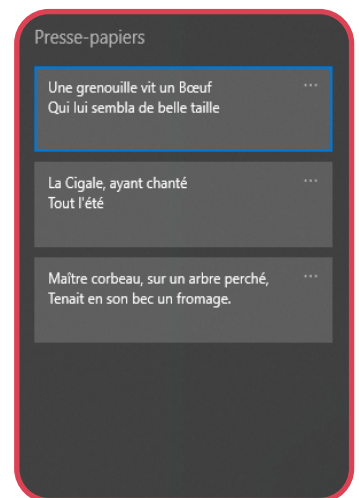 Presse-papiers
Une grenouille vit un Bœuf
Qui lui sembla de belle taille
La Cigale, ayant chanté
Tout l'été
Maître corbeau, sur un arbre perché,
Tenait en son bec un fromage.